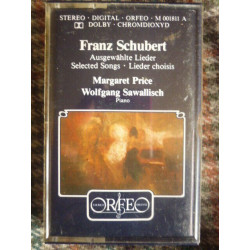 STEREO · DIGITAL · ORFEO · M 001811 A
DOLBY · CHROMDIOXYD
Franz Schubert
Ausgewählte Lieder
Selected Songs · Lieder choisis
Margaret Price
Wolfgang Sawallisch
Piano
ORFEO